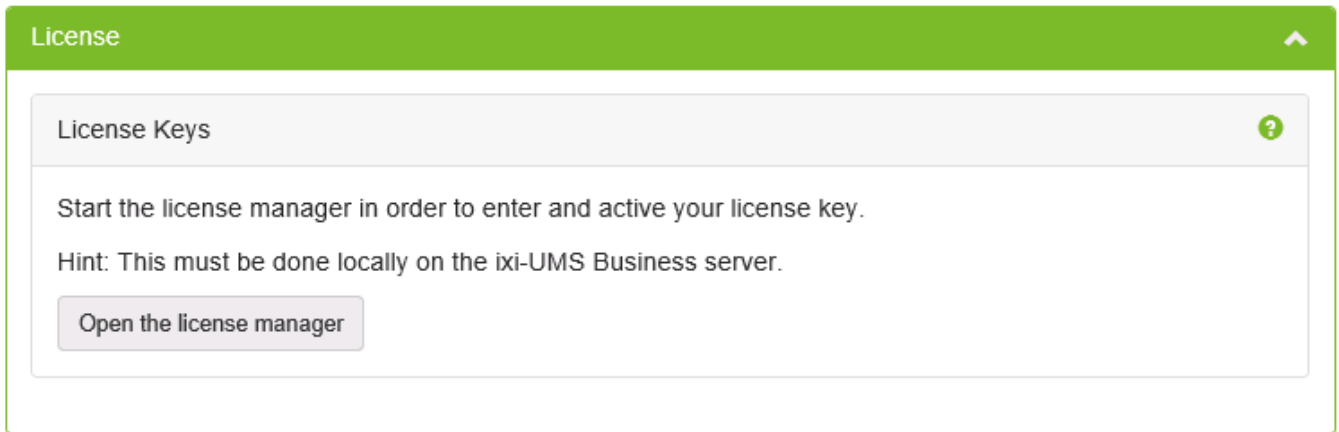 License
License Keys
Start the license manager in order to enter and active your license key.
Hint: This must be done locally on the ixi-UMS Business server.
Open the license manager